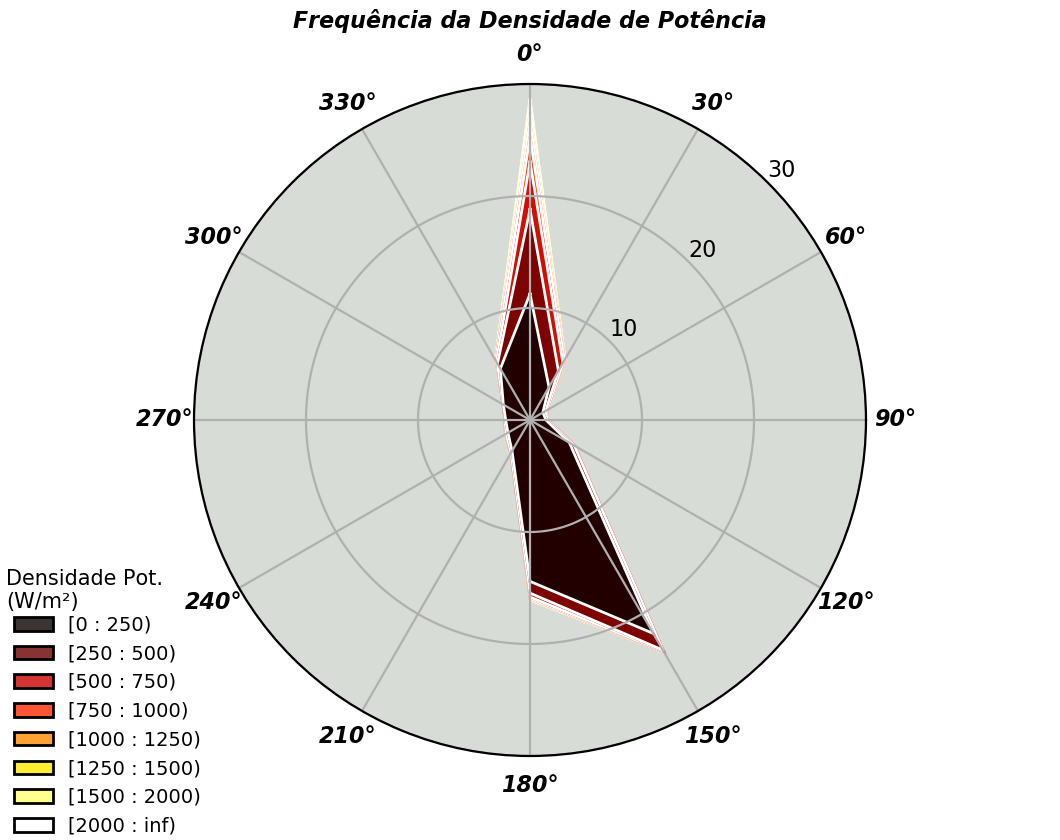 Frequência da Densidade de Potência
0°
330°
30°
30
300°
60°
20
10
270°
90°
240°
120°
210°
150°
180°
Densidade Pot.
(W/m²)
[0 : 250)
[250 : 500)
[500 : 750)
[750 : 1000)
[1000 : 1250)
[1250 : 1500)
[1500 : 2000)
[2000 : inf)